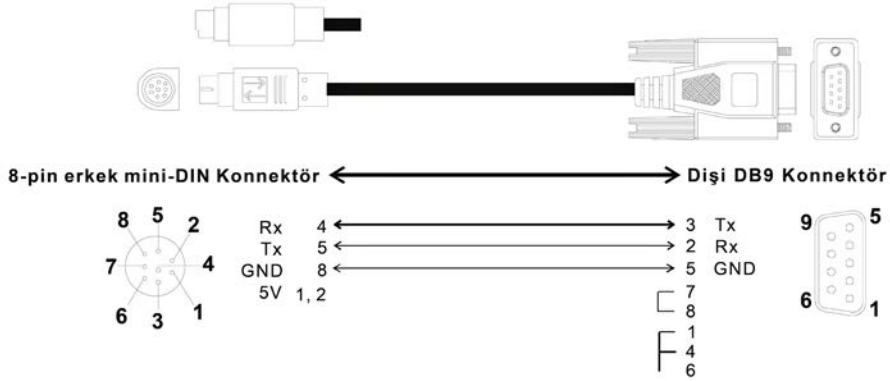 8-pin erkek mini-DIN Konnektör Dişi DB9 Konnektör
8 5 2 7 4 6 3 1
Rx 4 3 Tx
Tx 5 2 Rx
GND 8 5 GND
5V 1, 2 7
8
1
4
6
9 5
6 1